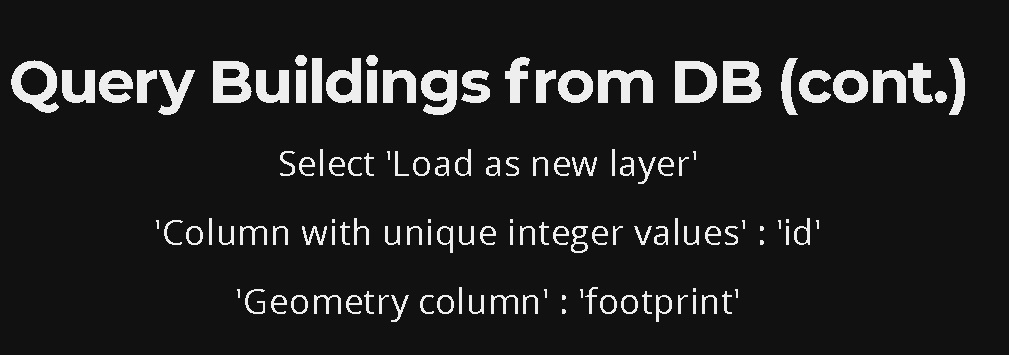 Query Buildings from DB (cont.)
Select 'Load as new layer'
'Column with unique integer values' : 'id'
'Geometry column' : 'footprint'